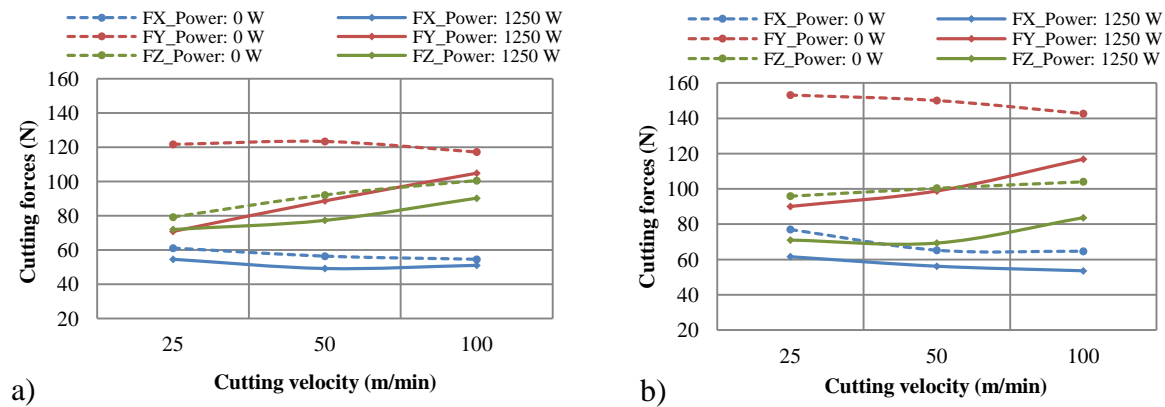 FX_Power: 0 W FX_Power: 1250 W
FY_Power: 0 W FY_Power: 1250 W
FZ_Power: 0 W FZ_Power: 1250 W
160
140
120
100
80
60
40
20
Cutting forces (N)
25 50 100
Cutting velocity (m/min)
a)
FX_Power: 0 W FX_Power: 1250 W
FY_Power: 0 W FY_Power: 1250 W
FZ_Power: 0 W FZ_Power: 1250 W
160
140
120
100
80
60
40
20
Cutting forces (N)
25 50 100
Cutting velocity (m/min)
b)